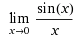 lim sin(x)
x→0 x